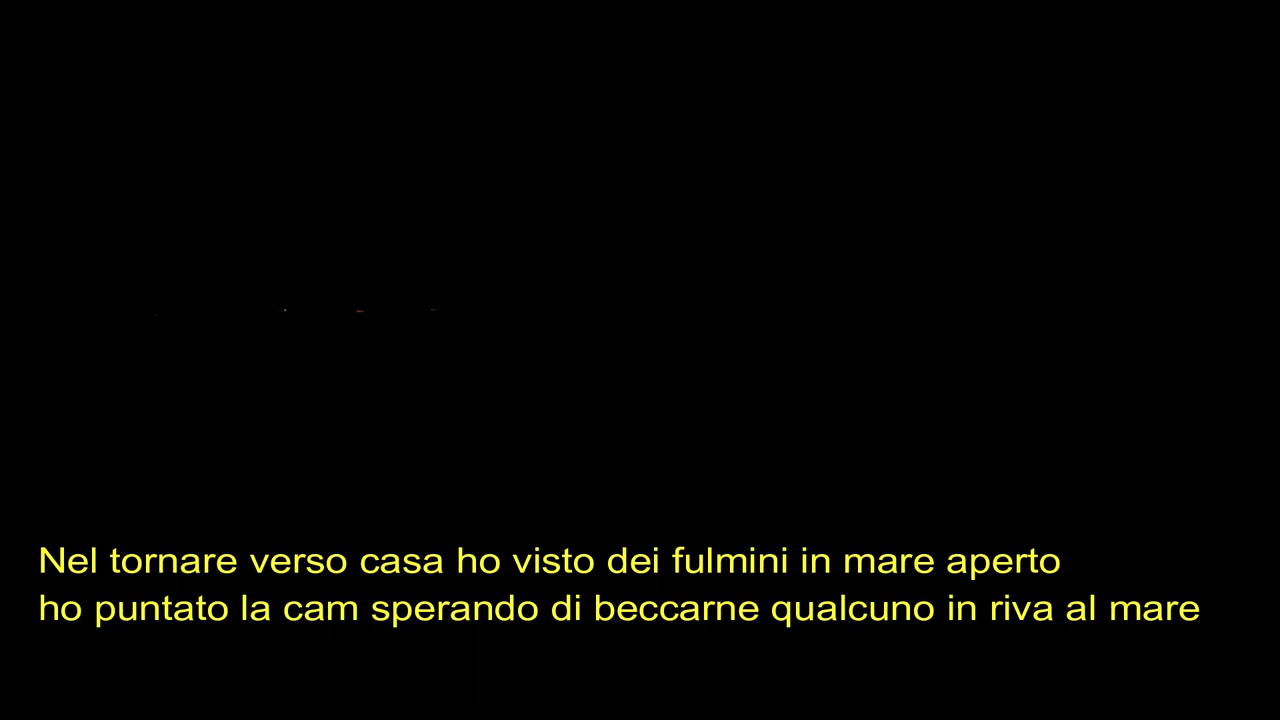 Nel tornare verso casa ho visto dei fulmini in mare aperto
ho puntato la cam sperando di beccarne qualcuno in riva al mare